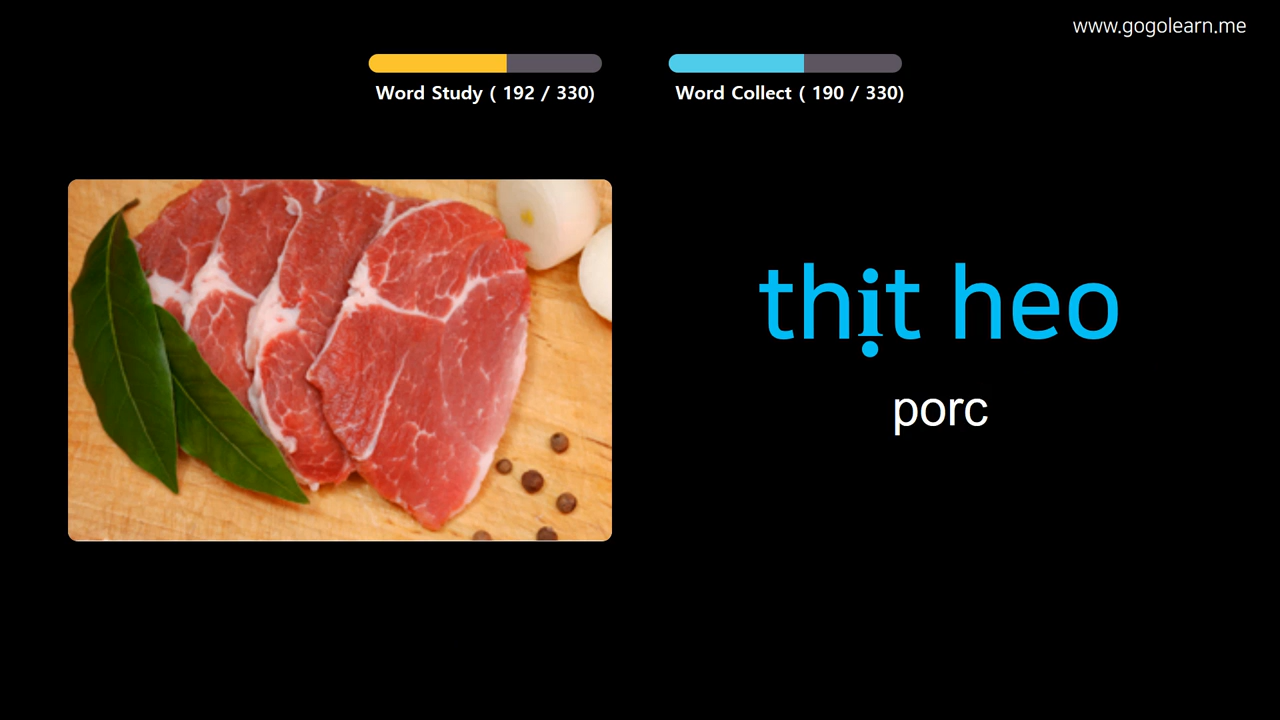 www.gogolearn.me
Word Study ( 192 / 330)
Word Collect ( 190 / 330)
thịt heo
porc